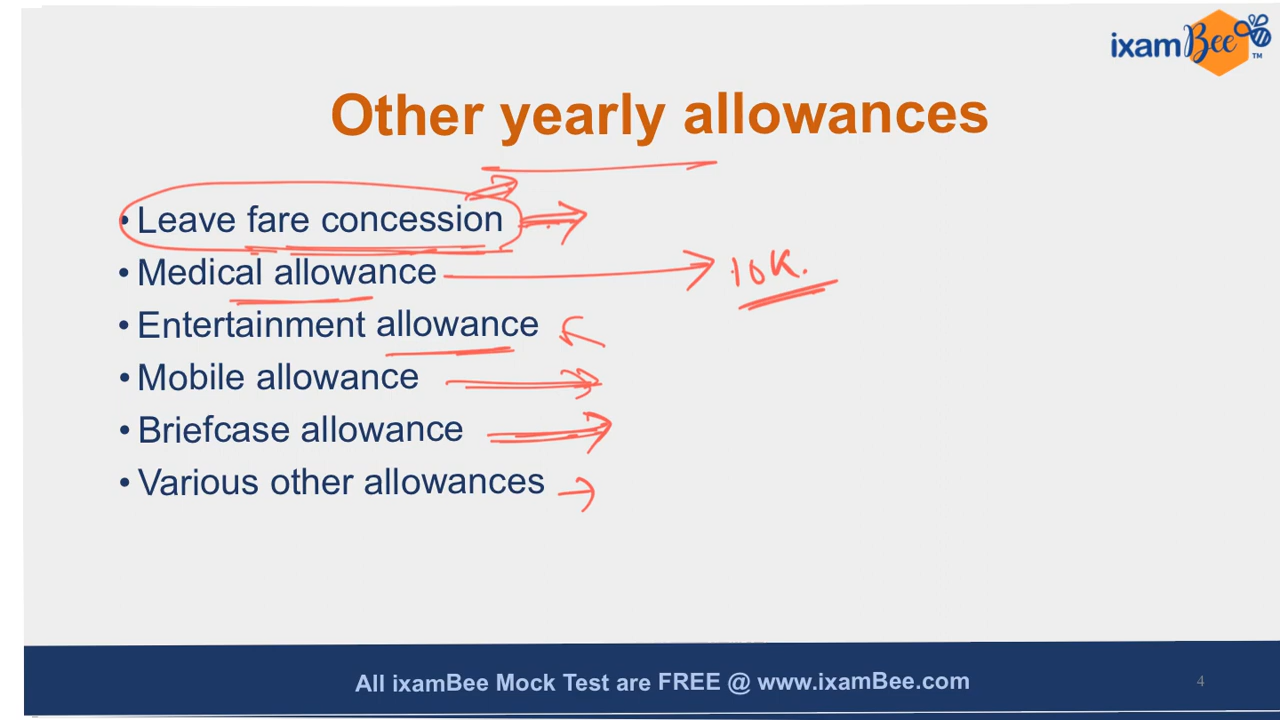 ixamBee™
Other yearly allowances
• Leave fare concession
• Medical allowance 10K.
• Entertainment allowance
• Mobile allowance
• Briefcase allowance
• Various other allowances
All ixamBee Mock Test are FREE @ www.ixamBee.com
4